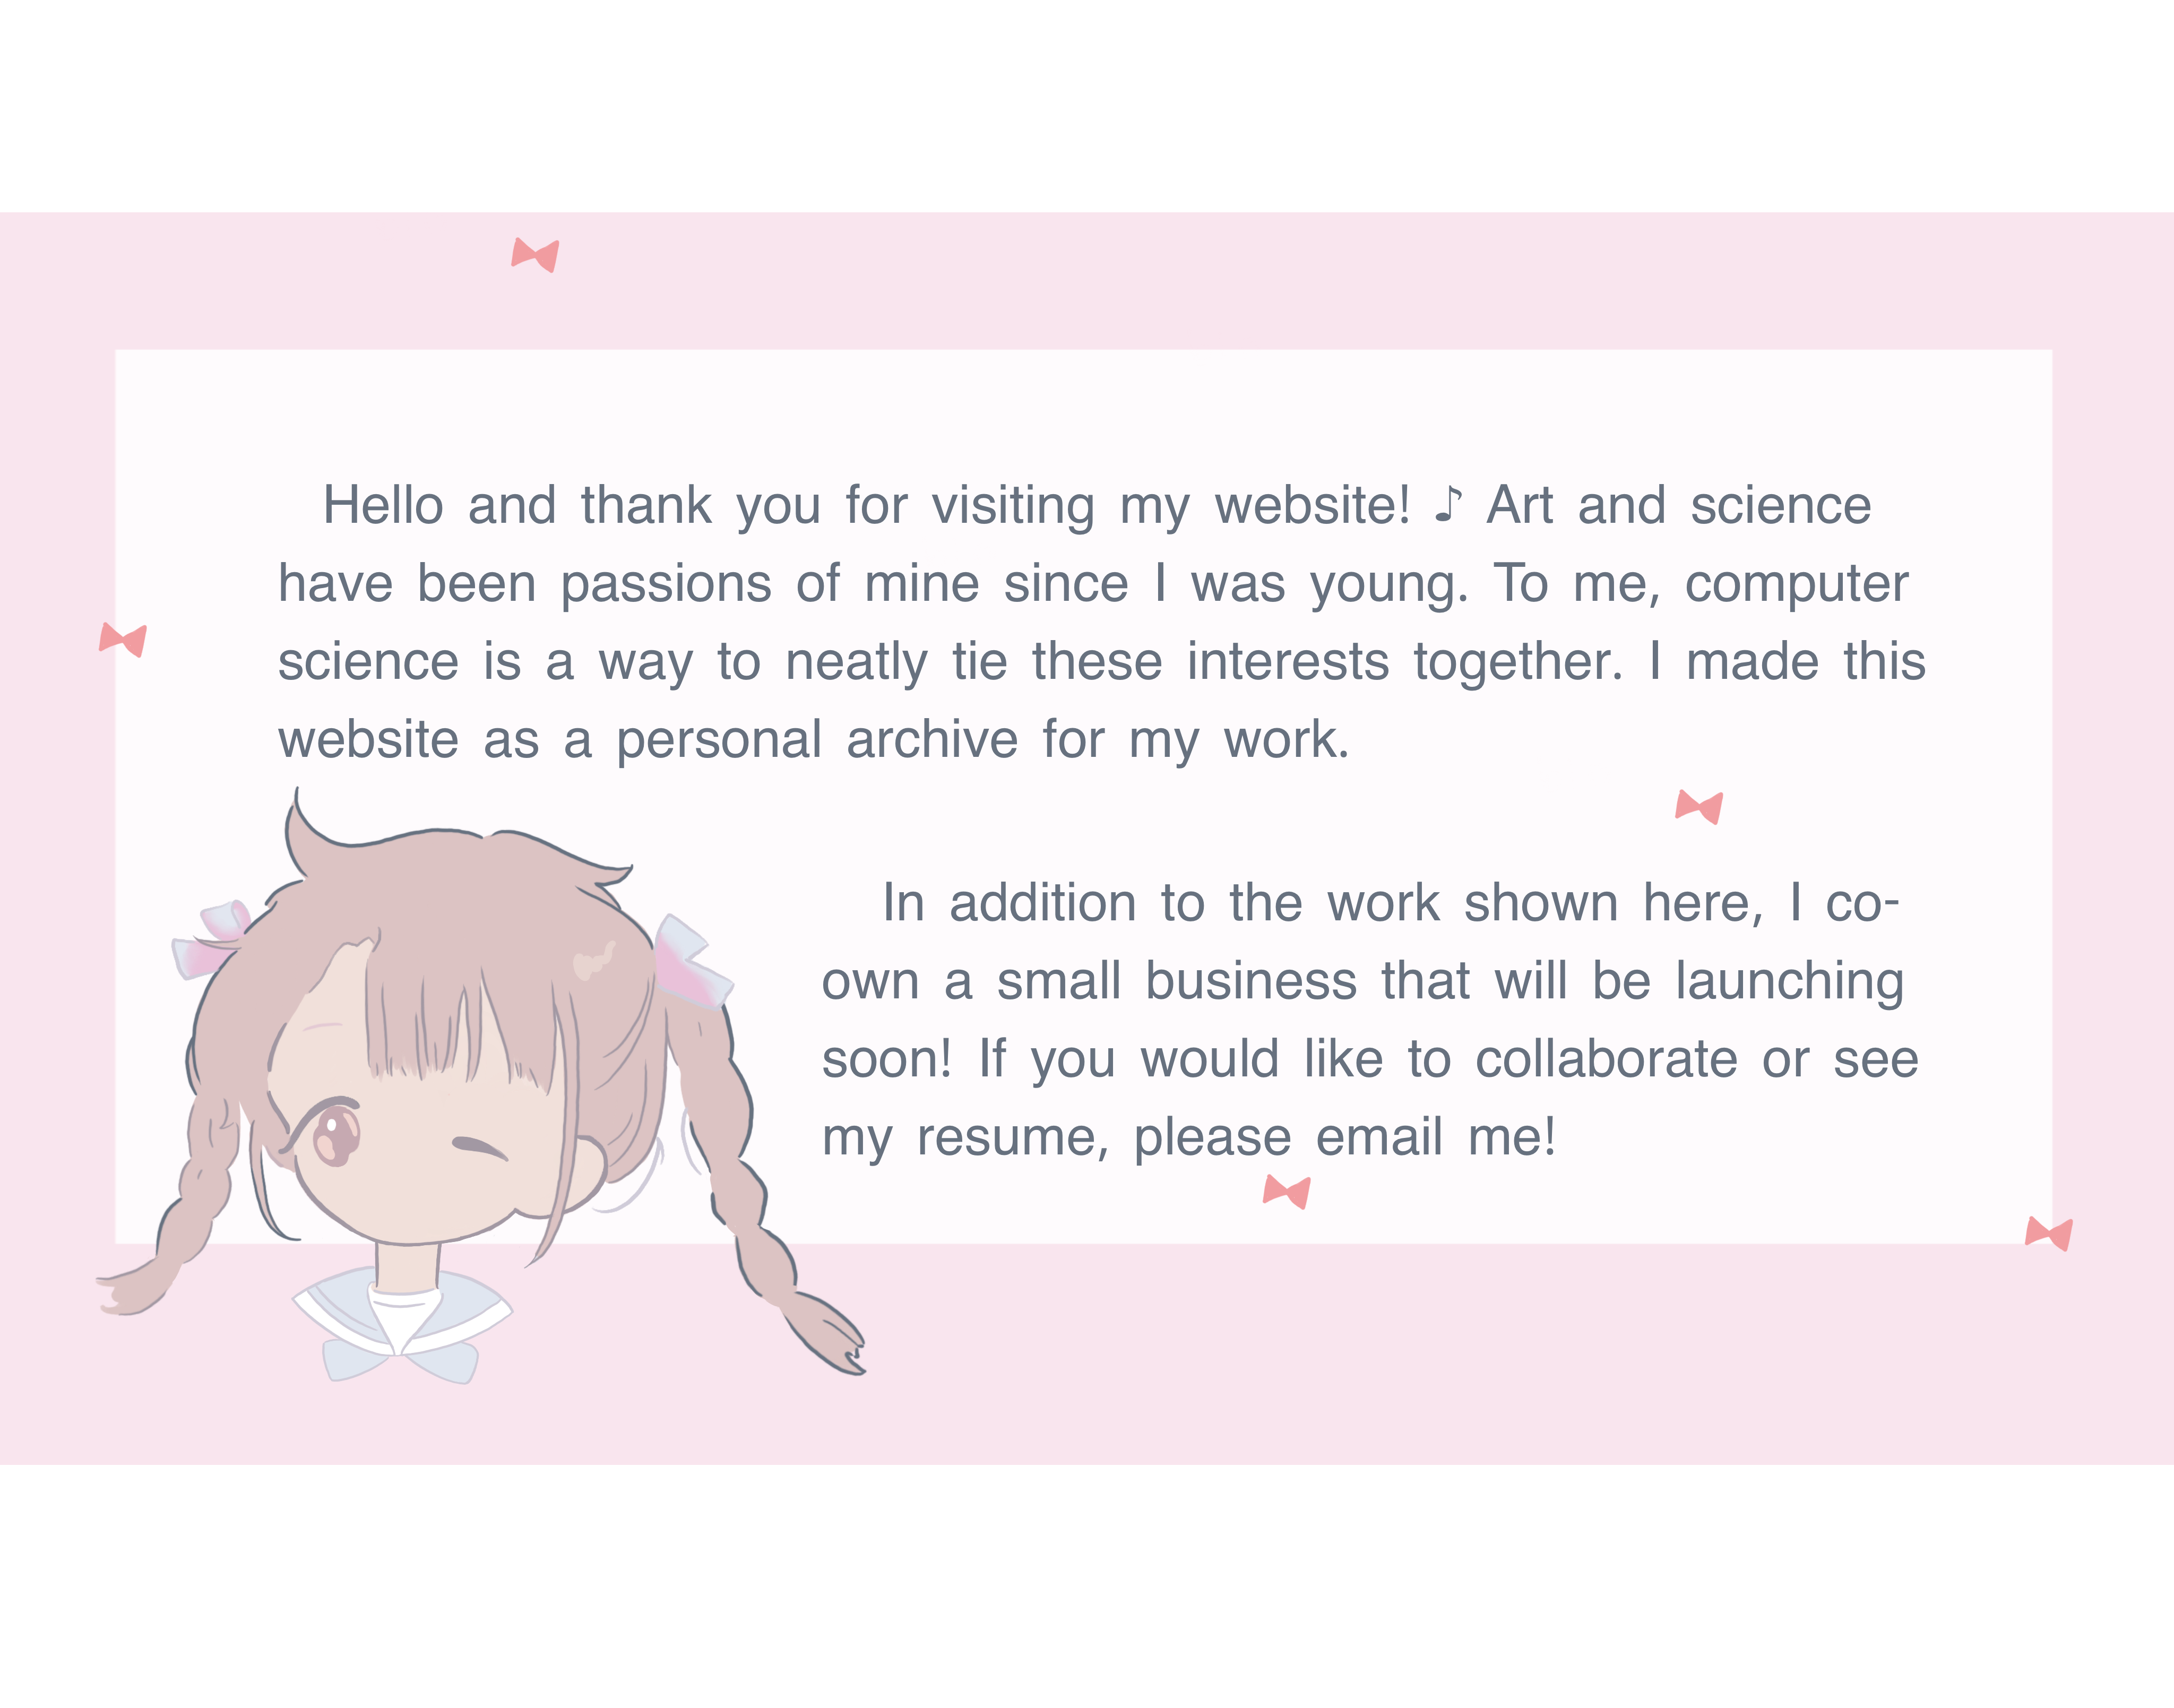 Hello and thank you for visiting my website! ♪ Art and science
have been passions of mine since I was young. To me, computer
science is a way to neatly tie these interests together. I made this
website as a personal archive for my work.
In addition to the work shown here, I co-
own a small business that will be launching
soon! If you would like to collaborate or see
my resume, please email me!